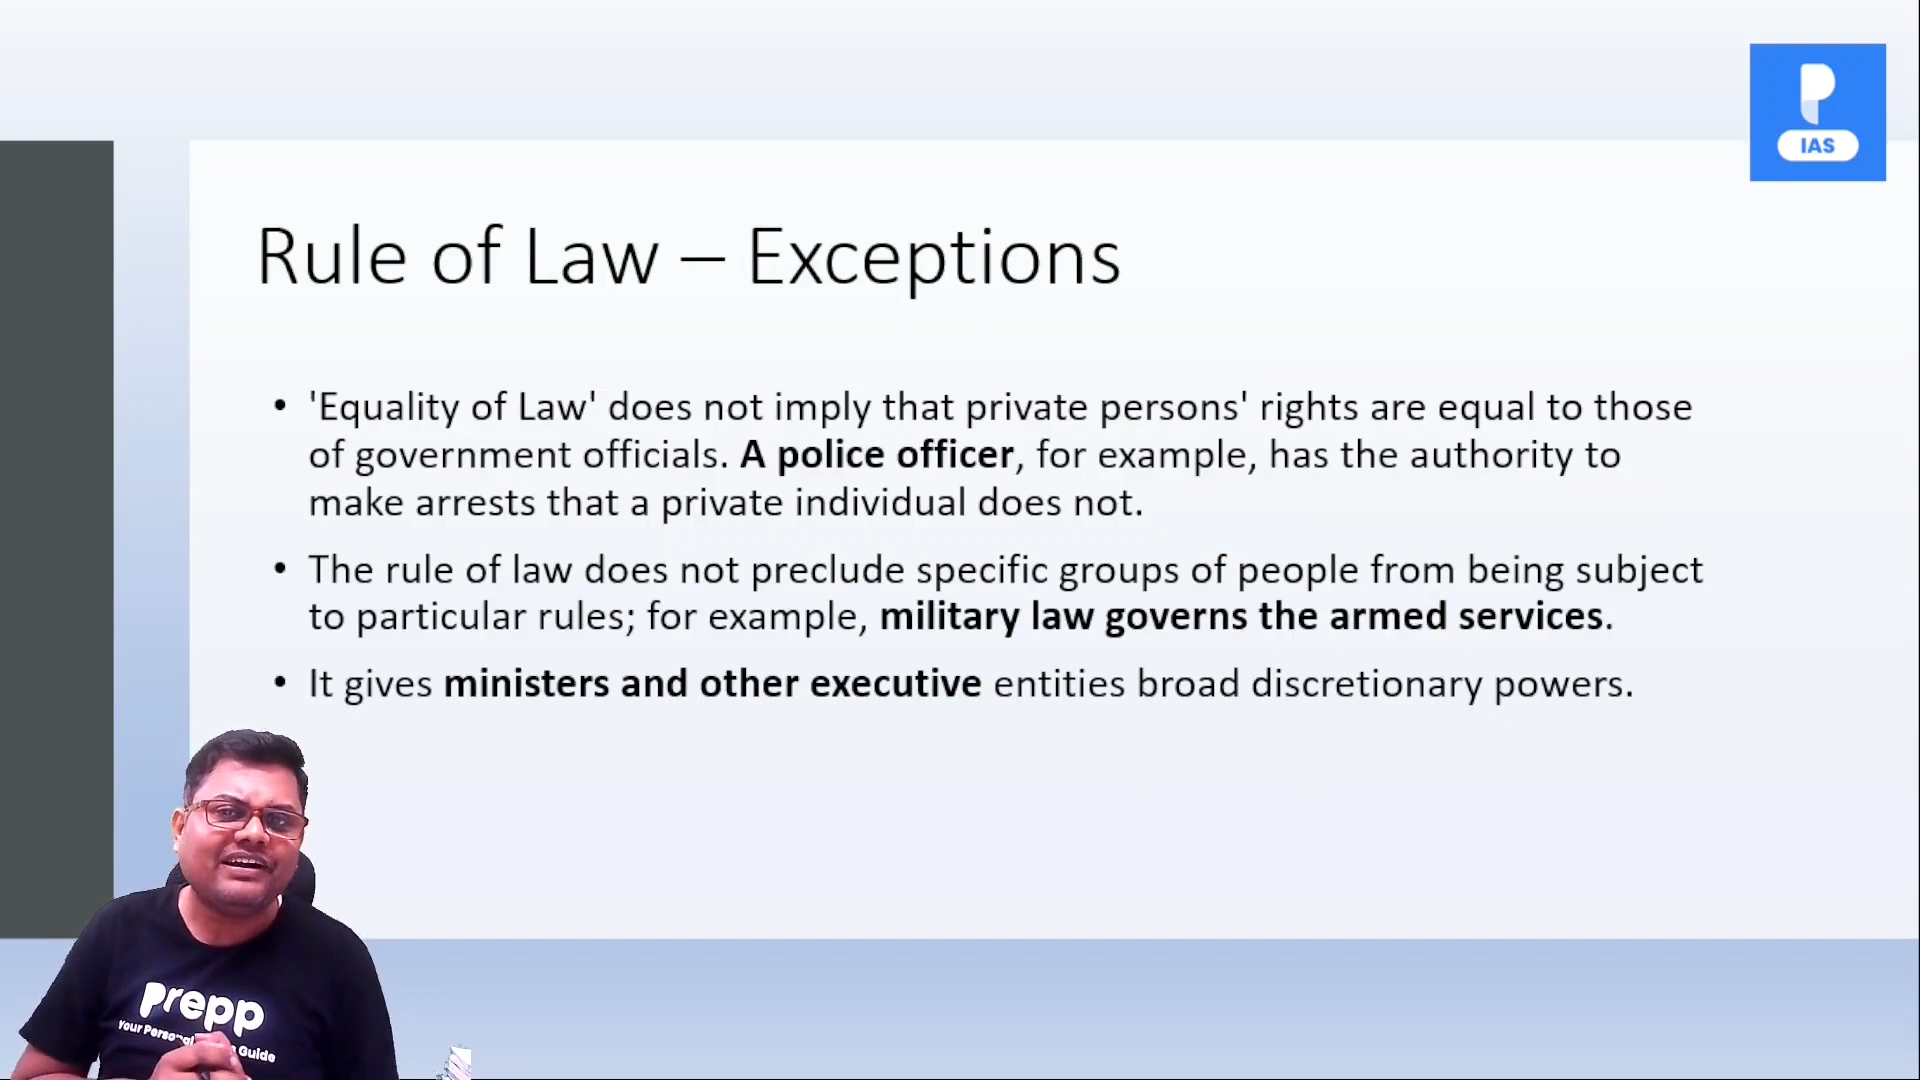 IAS
Rule of Law – Exceptions
• 'Equality of Law' does not imply that private persons' rights are equal to those
of government officials. A police officer, for example, has the authority to
make arrests that a private individual does not.
• The rule of law does not preclude specific groups of people from being subject
to particular rules; for example, military law governs the armed services.
• It gives ministers and other executive entities broad discretionary powers.
prepp
Your Guide